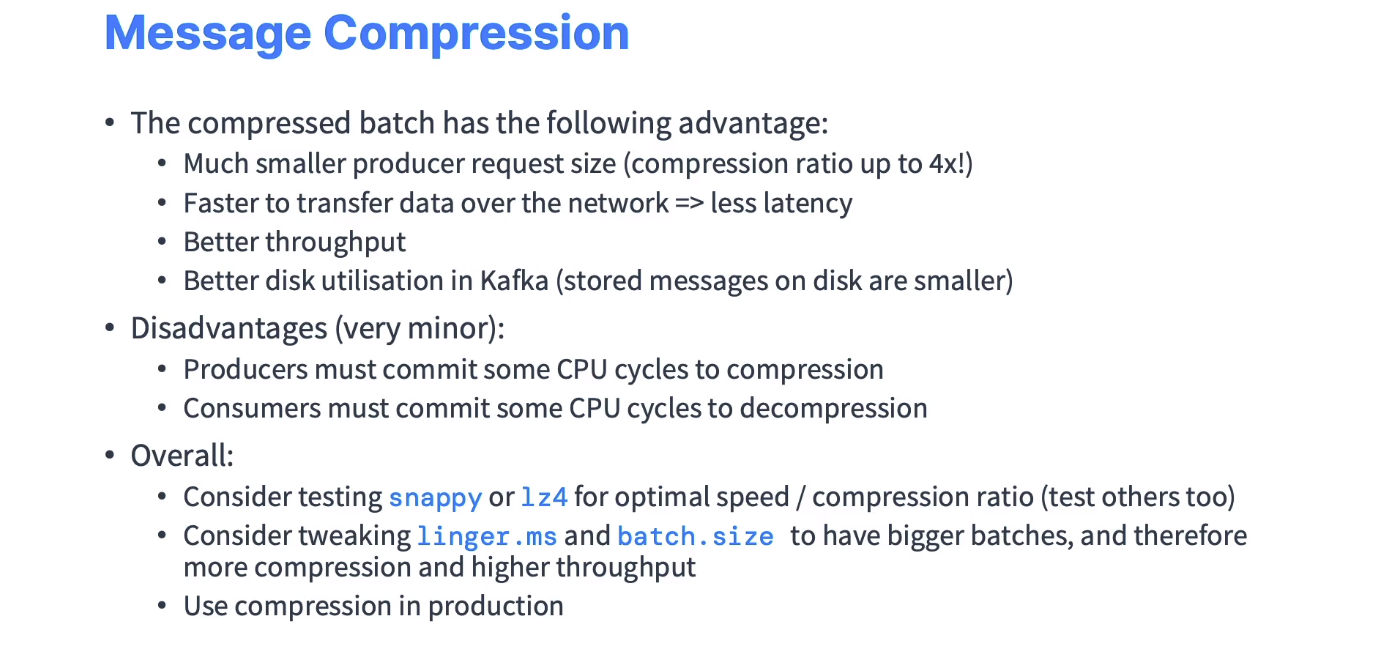 Message Compression
• The compressed batch has the following advantage:
• Much smaller producer request size (compression ratio up to 4x!)
• Faster to transfer data over the network => less latency
• Better throughput
• Better disk utilisation in Kafka (stored messages on disk are smaller)
• Disadvantages (very minor):
• Producers must commit some CPU cycles to compression
• Consumers must commit some CPU cycles to decompression
• Overall:
• Consider testing snappy or lz4 for optimal speed / compression ratio (test others too)
• Consider tweaking linger.ms and batch.size to have bigger batches, and therefore
more compression and higher throughput
• Use compression in production